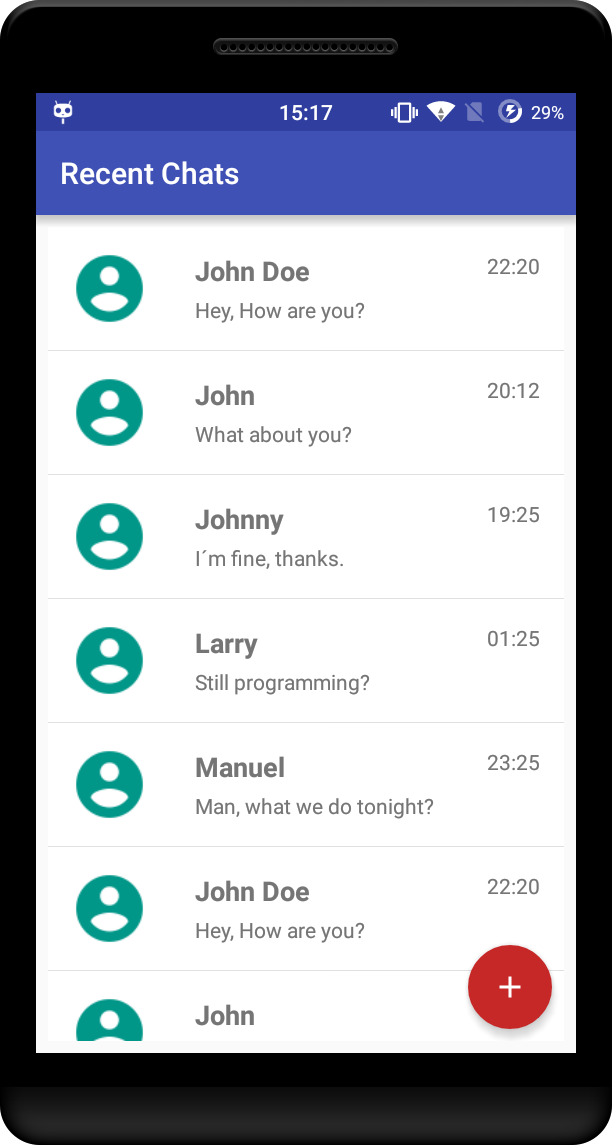 15:17 29%
Recent Chats
John Doe 22:20
Hey, How are you?
John 20:12
What about you?
Johnny 19:25
I´m fine, thanks.
Larry 01:25
Still programming?
Manuel 23:25
Man, what we do tonight?
John Doe 22:20
Hey, How are you?
John